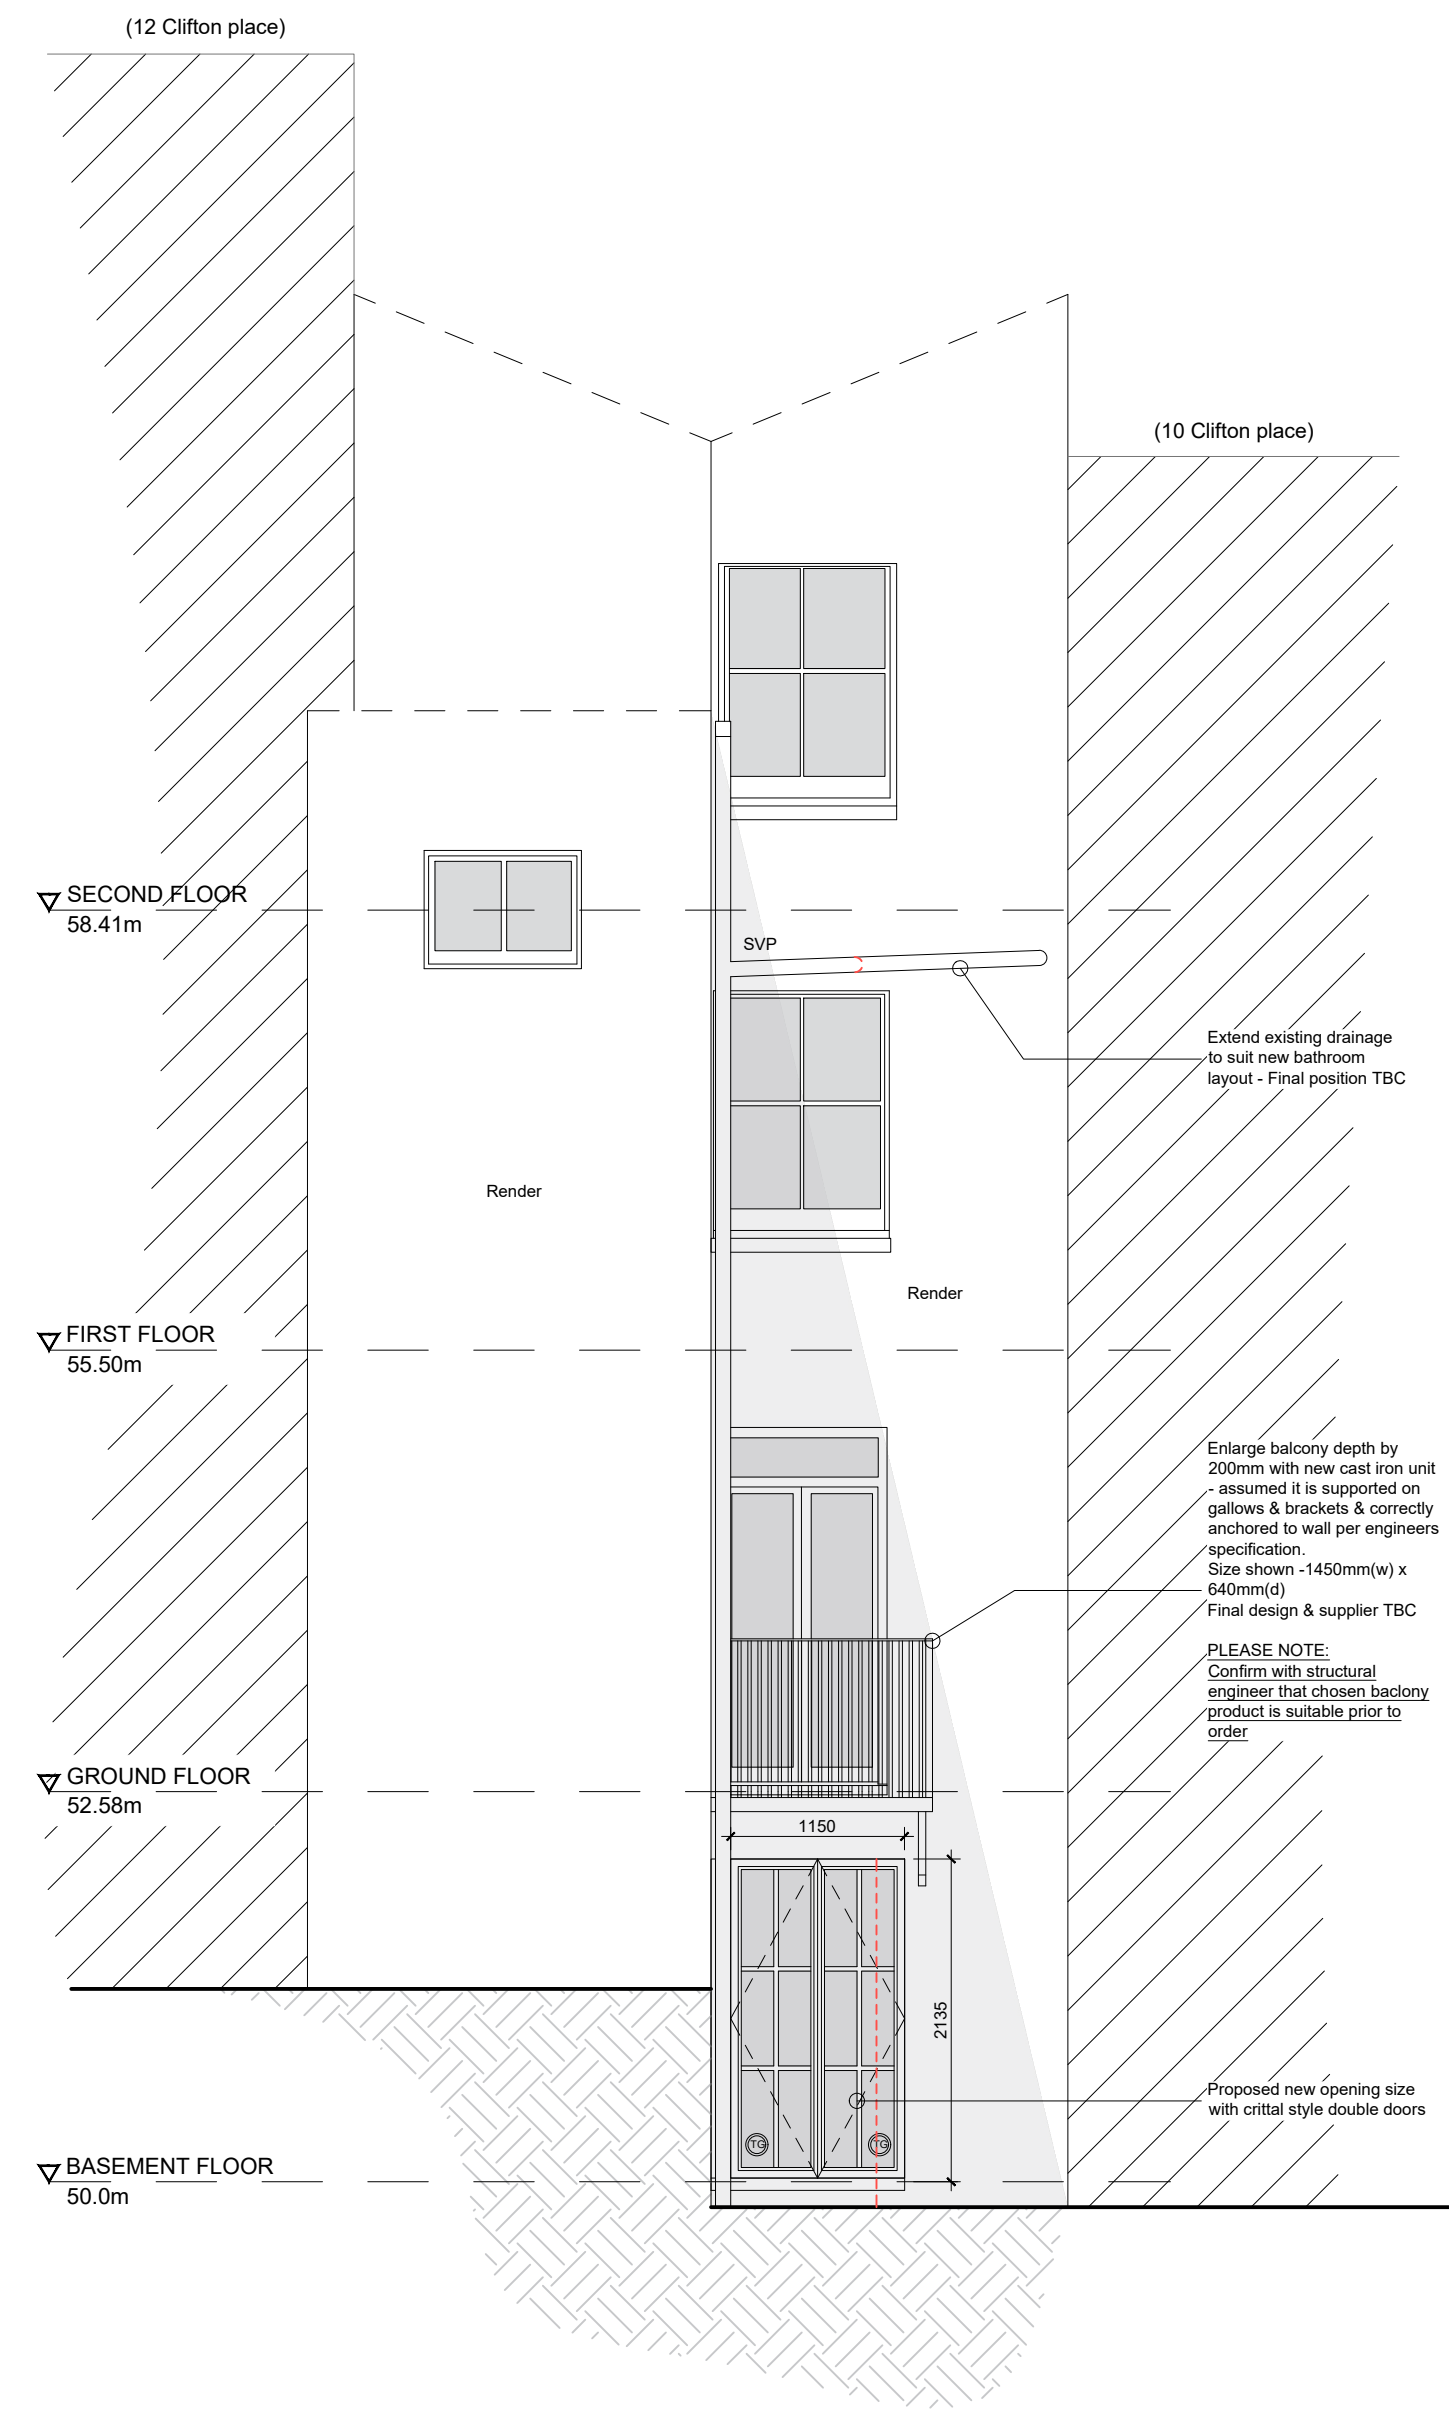 (12 Clifton place)
(10 Clifton place)
SECOND FLOOR
58.41m
SVP
Extend existing drainage
to suit new bathroom
layout - Final position TBC
Render
Render
FIRST FLOOR
55.50m
Enlarge balcony depth by
200mm with new cast iron unit
- assumed it is supported on
gallows & brackets & correctly
anchored to wall per engineers
specification.
Size shown -1450mm(w) x
640mm(d)
Final design & supplier TBC
PLEASE NOTE:
Confirm with structural
engineer that chosen baclony
product is suitable prior to
order
GROUND FLOOR
52.58m
1150
2135
Proposed new opening size
with crittal style double doors
TG
TG
BASEMENT FLOOR
50.0m